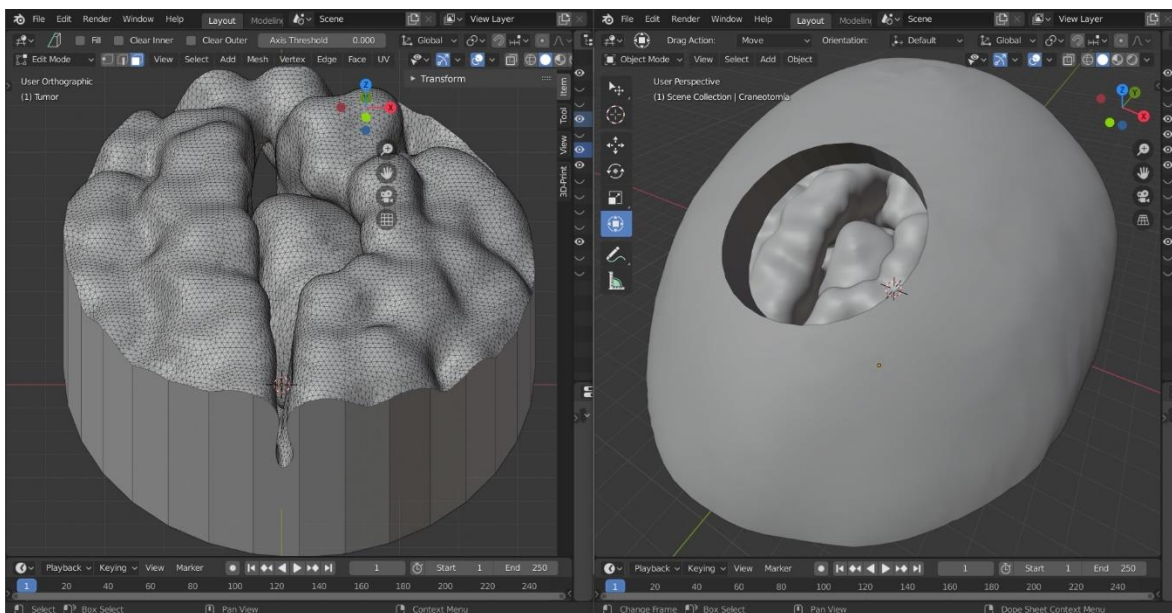 File Edit Render Window Help Layout Modelin Scene View Layer
Fill Clear Inner Clear Outer Axis Threshold 0.000 Global
Edit Mode View Select Add Mesh Vertex Edge Face UV
User Orthographic
(1) Tumor
Transform
Item
Tool
View
3D-Print
X
Z
Playback Keying View Marker 1 Start 1 End 250
1 20 40 60 80 100 120 140 160 180 200 220 240
Select Box Select Pan View Context Menu
File Edit Render Window Help Layout Modelin Scene View Layer
Drag Action: Move Orientation: Default Global
Object Mode View Select Add Object
User Perspective
(1) Scene Collection | Craneotomia
Z
Y
X
Playback Keying View Marker 1 Start 1 End 250
1 20 40 60 80 100 120 140 160 180 200 220 240
Change Frame Box Select Pan View Dope Sheet Context Menu